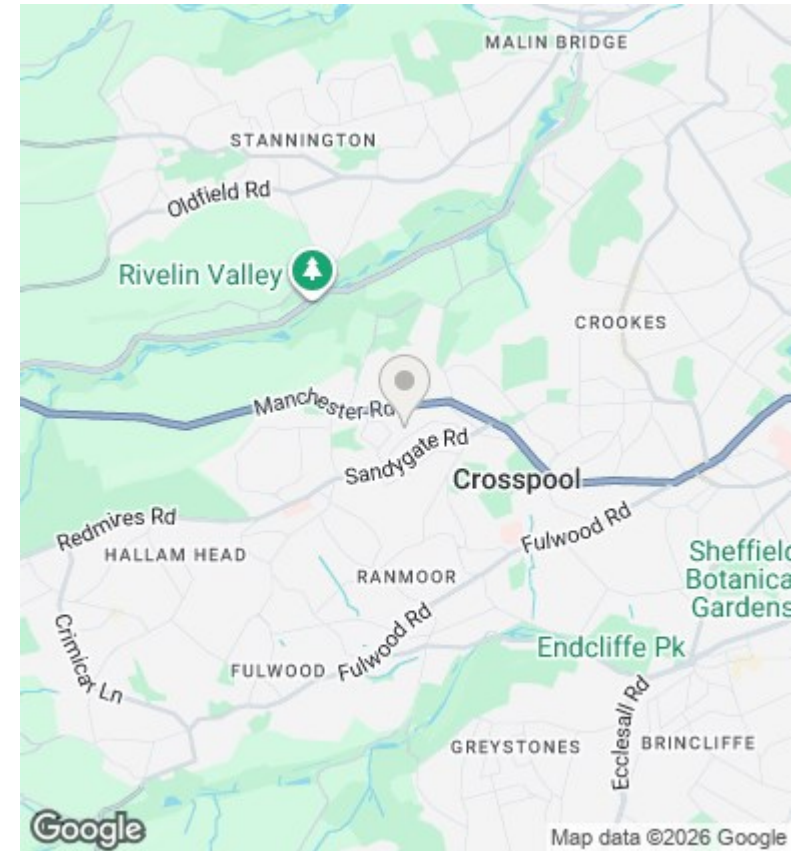 MALIN BRIDGE
STANNINGTON
Oldfield Rd
Rivelin Valley
CROOKES
Manchester Rd
Sandygate Rd
Crosspool
Redmires Rd
Fulwood Rd
HALLAM HEAD
Sheffield
Botanica
Gardens
RANMOOR
Crimicar Ln
Fulwood Rd
Endcliffe Pk
FULWOOD
Ecclesall Rd
GREYSTONES
BRINCLIFFE
Google
Map data ©2026 Google